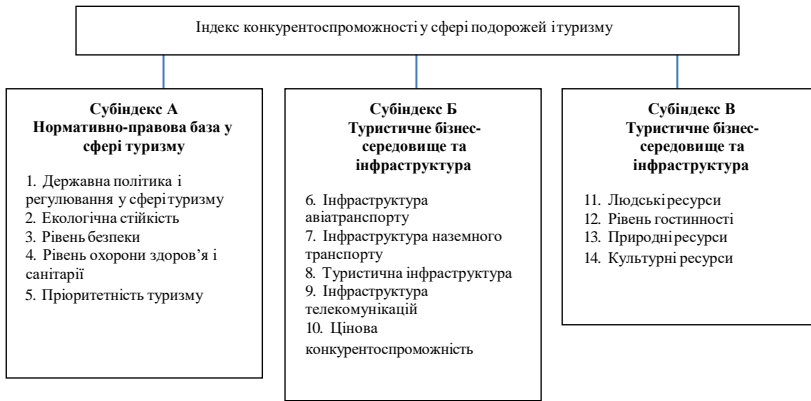 Індекс конкурентоспроможності у сфері подорожей і туризму
Субіндекс А
Нормативно-правова база у
сфері туризму
1. Державна політика і
регулювання у сфері туризму
2. Екологічна стійкість
3. Рівень безпеки
4. Рівень охорони здоров’я і
санітарії
5. Пріоритетність туризму
Субіндекс Б
Туристичне бізнес-
середовище та
інфраструктура
6. Інфраструктура
авіатранспорту
7. Інфраструктура наземного
транспорту
8. Туристична інфраструктура
9. Інфраструктура
телекомунікацій
10. Цінова
конкурентоспроможність
Субіндекс В
Туристичне бізнес-
середовище та
інфраструктура
11. Людські ресурси
12. Рівень гостинності
13. Природні ресурси
14. Культурні ресурси